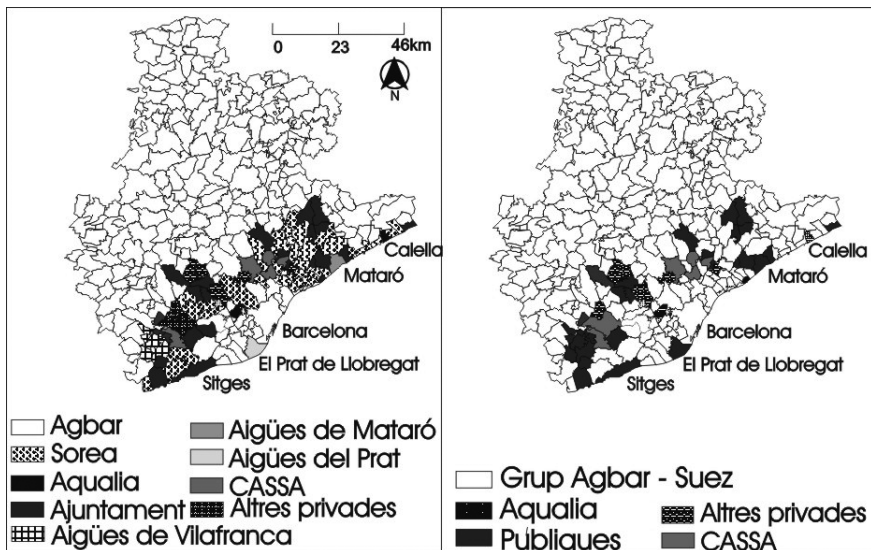 0 23 46km
N
Calella
Mataró
Barcelona
El Prat de Llobregat
Sitges
Agbar
Sorea
Aqualia
Ajuntament
Aigües de Vilafranca
Aigües de Mataró
Aigües del Prat
CASSA
Altres privades
Calella
Mataró
Barcelona
El Prat de Llobregat
Sitges
Grup Agbar - Suez
Aqualia
Públiques
Altres privades
CASSA